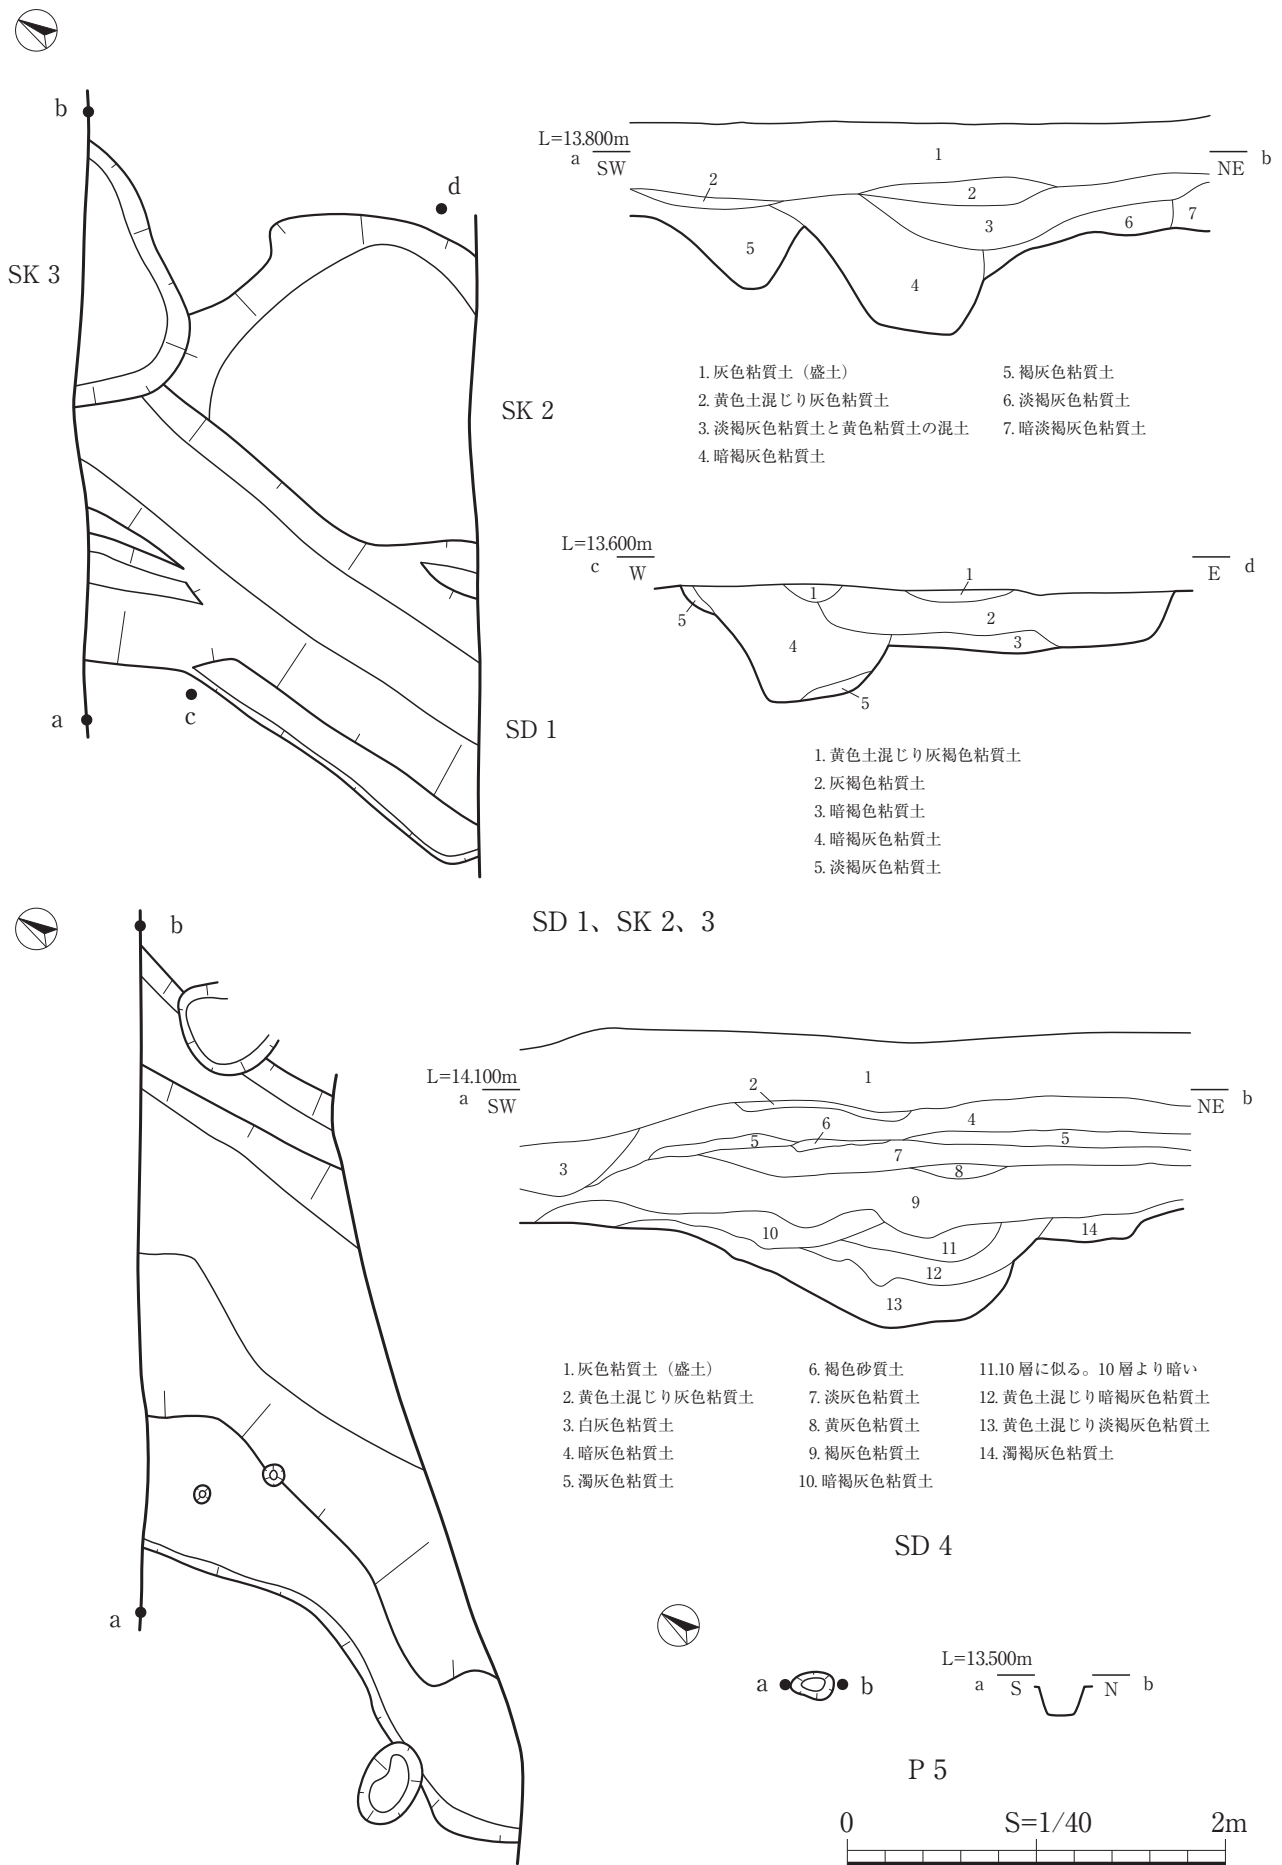 b
d
SK 3
SK 2
a
c
SD 1
L=13.800m
a SW
NE b
1
2
2
3
6
7
5
4
1. 灰色粘質土（盛土）
2. 黄色土混じり灰色粘質土
3. 淡褐灰色粘質土と黄色粘質土の混土
4. 暗褐灰色粘質土
5. 褐灰色粘質土
6. 淡褐灰色粘質土
7. 暗淡褐灰色粘質土
L=13.600m
c W
E d
1
1
5
2
4
3
5
1. 黄色土混じり灰褐色粘質土
2. 灰褐色粘質土
3. 暗褐色粘質土
4. 暗褐灰色粘質土
5. 淡褐灰色粘質土
SD 1、SK 2、3
b
a
L=14.100m
a SW
NE b
1
2
4
6
5
5
7
3
8
9
10
14
11
12
13
1. 灰色粘質土（盛土）
2. 黄色土混じり灰色粘質土
3. 白灰色粘質土
4. 暗灰色粘質土
5. 濁灰色粘質土
6. 褐色砂質土
7. 淡灰色粘質土
8. 黄灰色粘質土
9. 褐灰色粘質土
10. 暗褐灰色粘質土
11.10 層に似る。10 層より暗い
12. 黄色土混じり暗褐灰色粘質土
13. 黄色土混じり淡褐灰色粘質土
14. 濁褐灰色粘質土
SD 4
a b
L=13.500m
a S N b
P 5
0 S=1/40 2m